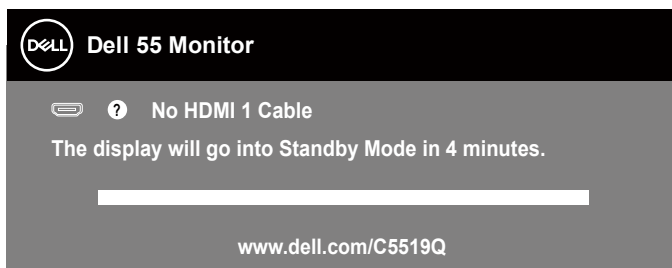 DELL Dell 55 Monitor
? No HDMI 1 Cable
The display will go into Standby Mode in 4 minutes.
www.dell.com/C5519Q